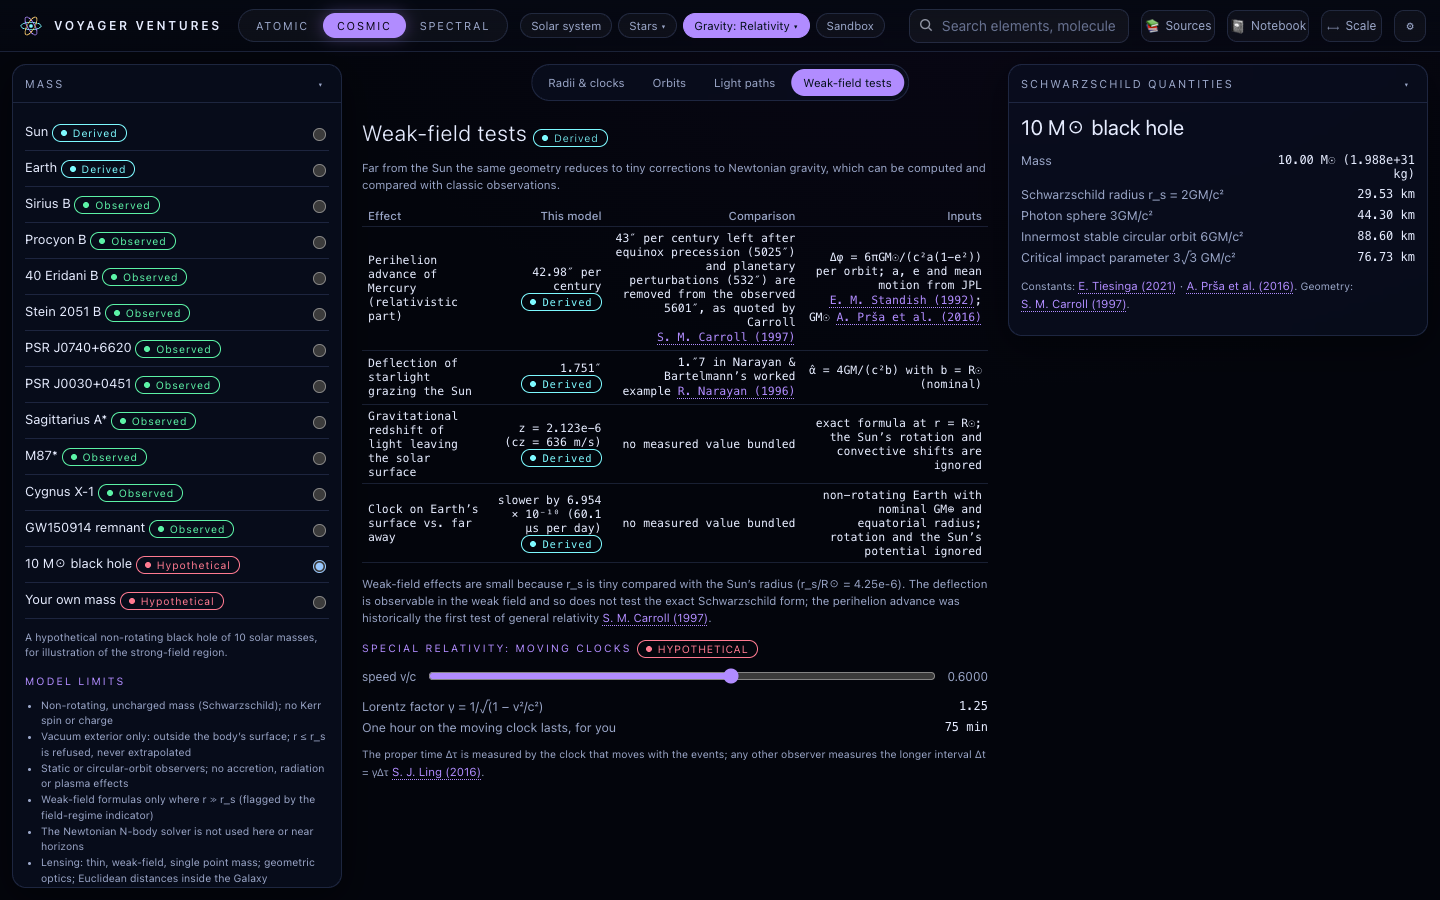 VOYAGER VENTURES
ATOMIC COSMIC SPECTRAL
Solar system Stars ▾ Gravity: Relativity ▾ Sandbox
Search elements, molecule
Sources Notebook Scale
MASS
Sun Derived
Earth Derived
Sirius B Observed
Procyon B Observed
40 Eridani B Observed
Stein 2051 B Observed
PSR J0740+6620 Observed
PSR J0030+0451 Observed
Sagittarius A* Observed
M87* Observed
Cygnus X-1 Observed
GW150914 remnant Observed
10 M☉ black hole Hypothetical
Your own mass Hypothetical
A hypothetical non-rotating black hole of 10 solar masses,
for illustration of the strong-field region.
MODEL LIMITS
• Non-rotating, uncharged mass (Schwarzschild); no Kerr
spin or charge
• Vacuum exterior only: outside the body's surface; r ≤ r_s
is refused, never extrapolated
• Static or circular-orbit observers; no accretion, radiation
or plasma effects
• Weak-field formulas only where r ≫ r_s (flagged by the
field-regime indicator)
• The Newtonian N-body solver is not used here or near
horizons
• Lensing: thin, weak-field, single point mass; geometric
optics; Euclidean distances inside the Galaxy
Radii & clocks Orbits Light paths Weak-field tests
Weak-field tests Derived
Far from the Sun the same geometry reduces to tiny corrections to Newtonian gravity, which can be computed and
compared with classic observations.
Effect This model Comparison Inputs
Perihelion
advance of
Mercury
(relativistic
part)
42.98″ per
century
Derived
43″ per century left after
equinox precession (5025″)
and planetary
perturbations (532″) are
removed from the observed
5601″, as quoted by
Carroll
S. M. Carroll (1997)
Δφ = 6πGM☉/(c²a(1−e²))
per orbit; a, e and mean
motion from JPL
E. M. Standish (1992);
GM☉ A. Prša et al. (2016)
Deflection of
starlight
grazing the Sun
1.751″
Derived
1.″7 in Narayan &
Bartelmann’s worked
example R. Narayan (1996)
α̂ = 4GM/(c²b) with b = R☉
(nominal)
Gravitational
redshift of
light leaving
the solar
surface
z = 2.123e−6
(cz = 636 m/s)
Derived
no measured value bundled
exact formula at r = R☉;
the Sun’s rotation and
convective shifts are
ignored
Clock on Earth’s
surface vs. far
away
slower by 6.954
× 10⁻¹⁰ (60.1
μs per day)
Derived
no measured value bundled
non-rotating Earth with
nominal GM⊕ and
equatorial radius;
rotation and the Sun’s
potential ignored
Weak-field effects are small because r_s is tiny compared with the Sun's radius (r_s/R☉ = 4.25e-6). The deflection
is observable in the weak field and so does not test the exact Schwarzschild form; the perihelion advance was
historically the first test of general relativity S. M. Carroll (1997).
SPECIAL RELATIVITY: MOVING CLOCKS HYPOTHETICAL
speed v/c 0.6000
Lorentz factor γ = 1/√(1 − v²/c²) 1.25
One hour on the moving clock lasts, for you 75 min
The proper time Δτ is measured by the clock that moves with the events; any other observer measures the longer interval Δt
= γΔτ S. J. Ling (2016).
SCHWARZSCHILD QUANTITIES
10 M☉ black hole
Mass 10.00 M☉ (1.988e+31
kg)
Schwarzschild radius r_s = 2GM/c² 29.53 km
Photon sphere 3GM/c² 44.30 km
Innermost stable circular orbit 6GM/c² 88.60 km
Critical impact parameter 3√3 GM/c² 76.73 km
Constants: E. Tiesinga (2021) · A. Prša et al. (2016). Geometry:
S. M. Carroll (1997).